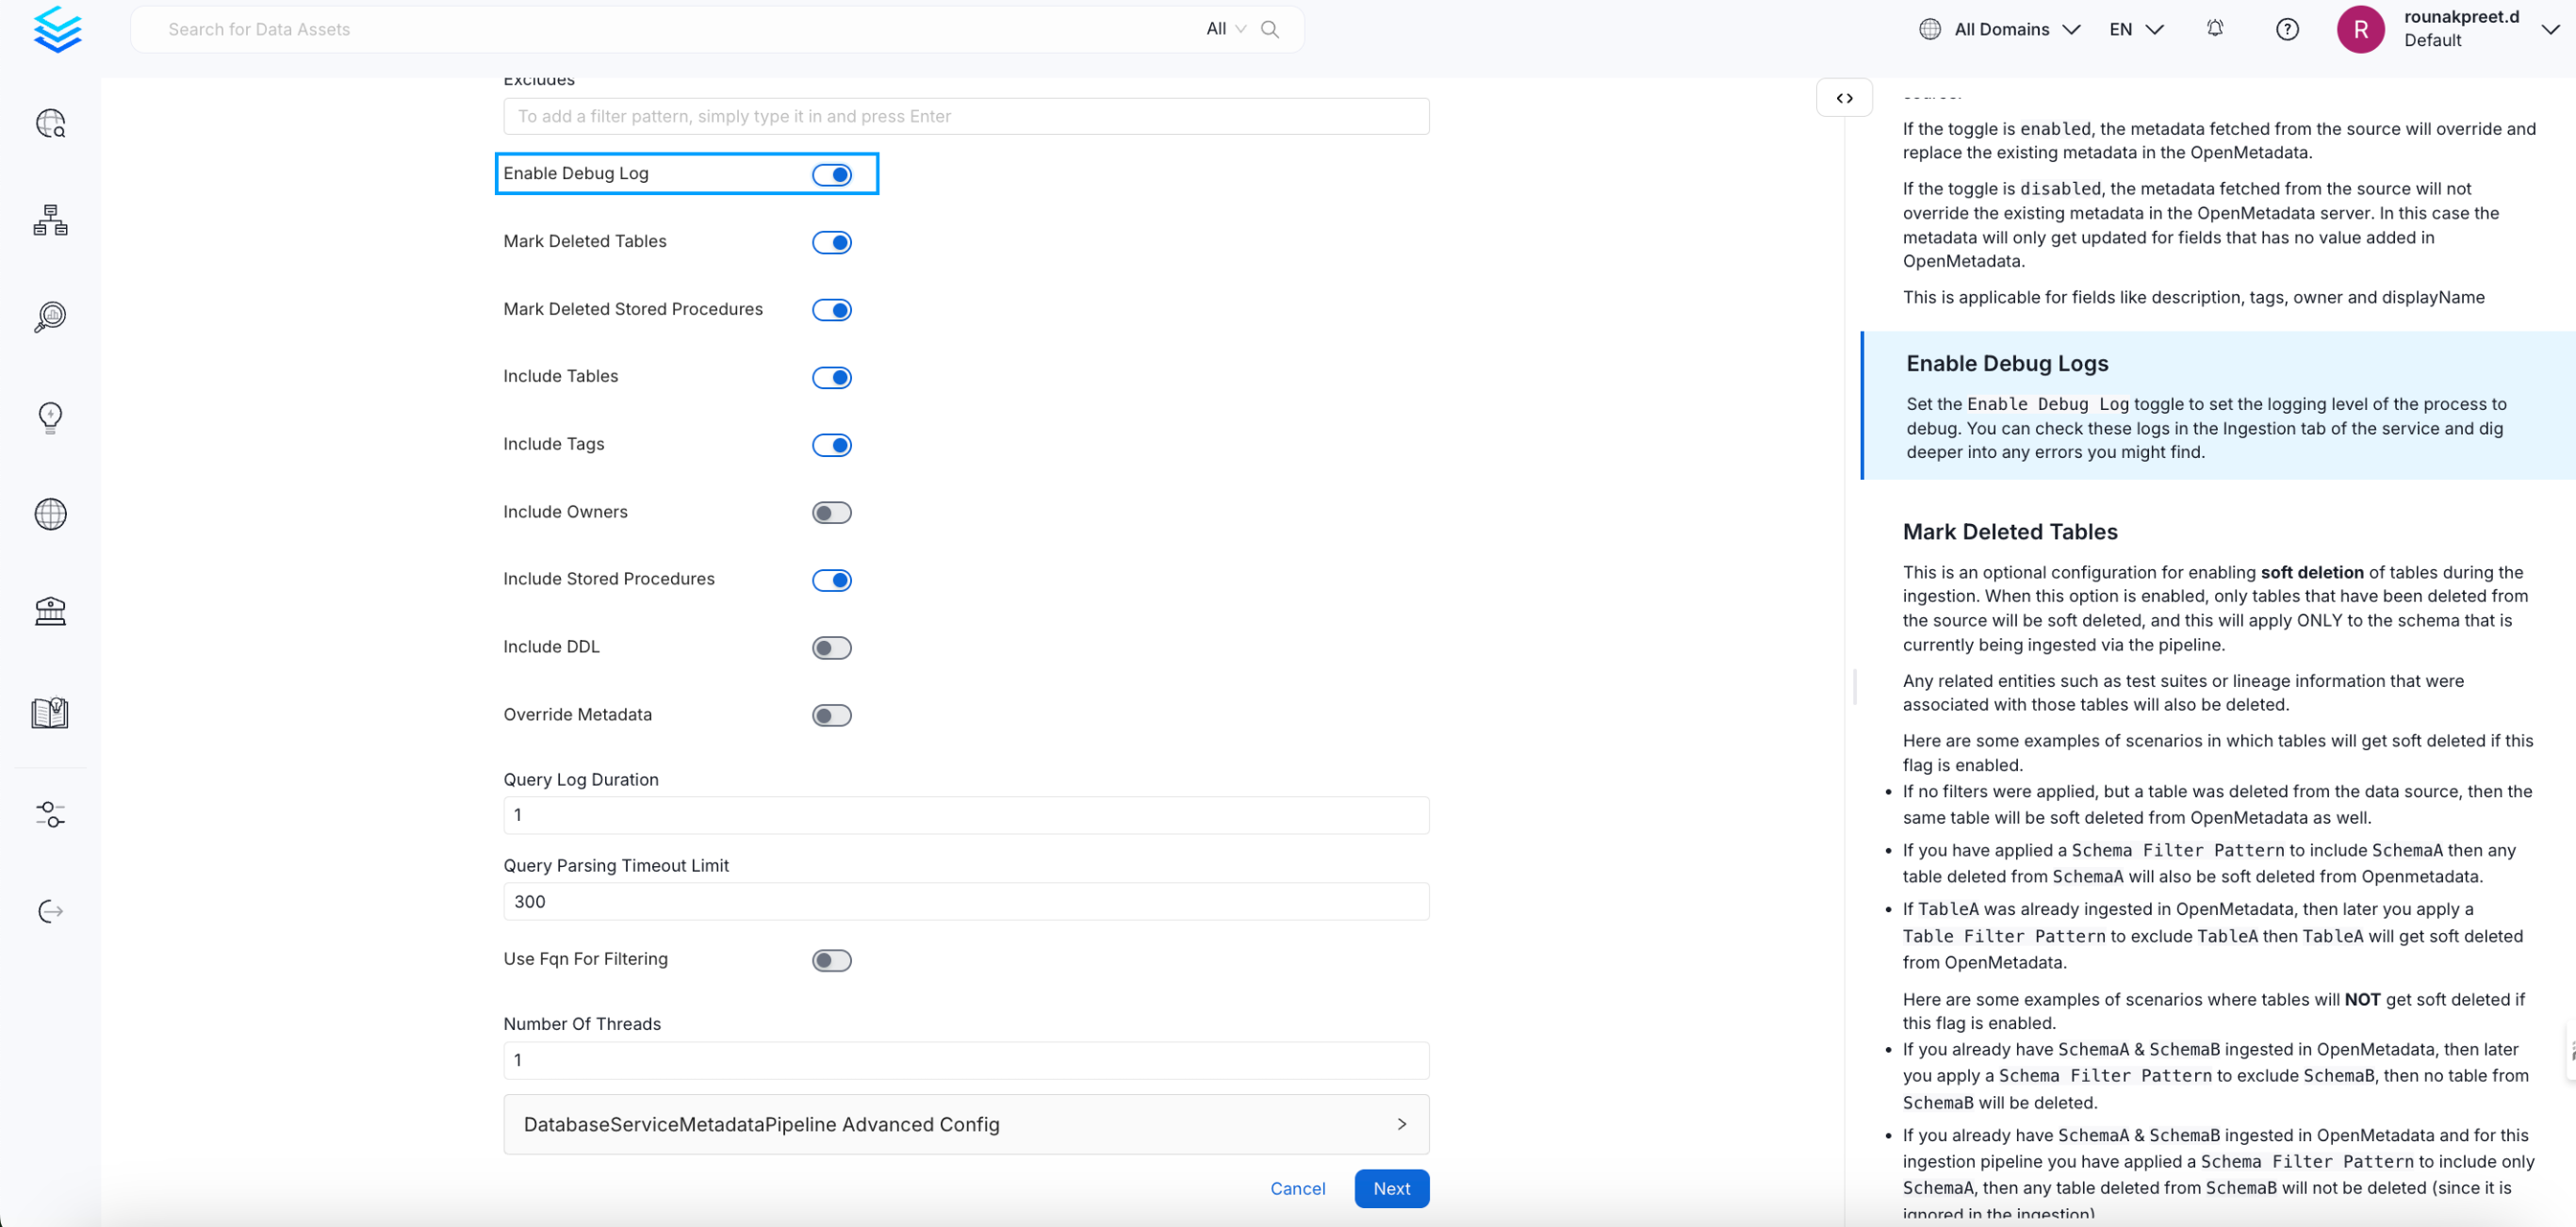 Search for Data Assets
All
All Domains
EN
R
rounakpreet.d
Default
Excludes
To add a filter pattern, simply type it in and press Enter
Enable Debug Log
Mark Deleted Tables
Mark Deleted Stored Procedures
Include Tables
Include Tags
Include Owners
Include Stored Procedures
Include DDL
Override Metadata
Query Log Duration
1
Query Parsing Timeout Limit
300
Use Fqn For Filtering
Number Of Threads
1
DatabaseServiceMetadataPipeline Advanced Config
Cancel
Next
If the toggle is enabled, the metadata fetched from the source will override and
replace the existing metadata in the OpenMetadata.
If the toggle is disabled, the metadata fetched from the source will not
override the existing metadata in the OpenMetadata server. In this case the
metadata will only get updated for fields that has no value added in
OpenMetadata.
This is applicable for fields like description, tags, owner and displayName
Enable Debug Logs
Set the Enable Debug Log toggle to set the logging level of the process to
debug. You can check these logs in the Ingestion tab of the service and dig
deeper into any errors you might find.
Mark Deleted Tables
This is an optional configuration for enabling soft deletion of tables during the
ingestion. When this option is enabled, only tables that have been deleted from
the source will be soft deleted, and this will apply ONLY to the schema that is
currently being ingested via the pipeline.
Any related entities such as test suites or lineage information that were
associated with those tables will also be deleted.
Here are some examples of scenarios in which tables will get soft deleted if this
flag is enabled.
• If no filters were applied, but a table was deleted from the data source, then the
same table will be soft deleted from OpenMetadata as well.
• If you have applied a Schema Filter Pattern to include SchemaA then any
table deleted from SchemaA will also be soft deleted from Openmetadata.
• If TableA was already ingested in OpenMetadata, then later you apply a
Table Filter Pattern to exclude TableA then TableA will get soft deleted
from OpenMetadata.
Here are some examples of scenarios where tables will NOT get soft deleted if
this flag is enabled.
• If you already have SchemaA & SchemaB ingested in OpenMetadata, then later
you apply a Schema Filter Pattern to exclude SchemaB, then no table from
SchemaB will be deleted.
• If you already have SchemaA & SchemaB ingested in OpenMetadata and for this
ingestion pipeline you have applied a Schema Filter Pattern to include only
SchemaA, then any table deleted from SchemaB will not be deleted (since it is
ignored in the ingestion)